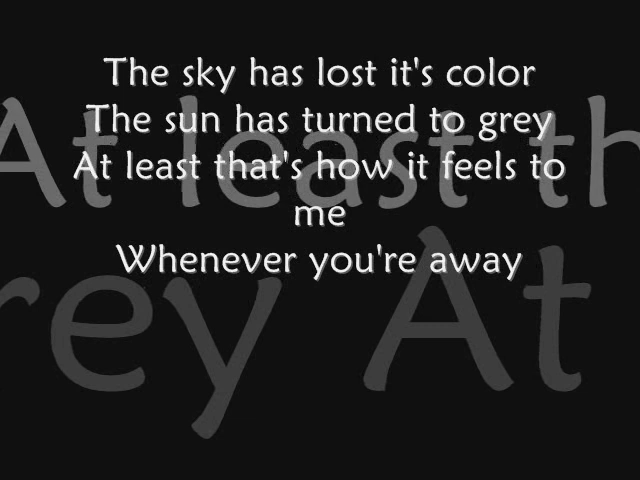 The sky has lost it's color
The sun has turned to grey
At least that's how it feels to
me
Whenever you're away
At least th
rey At